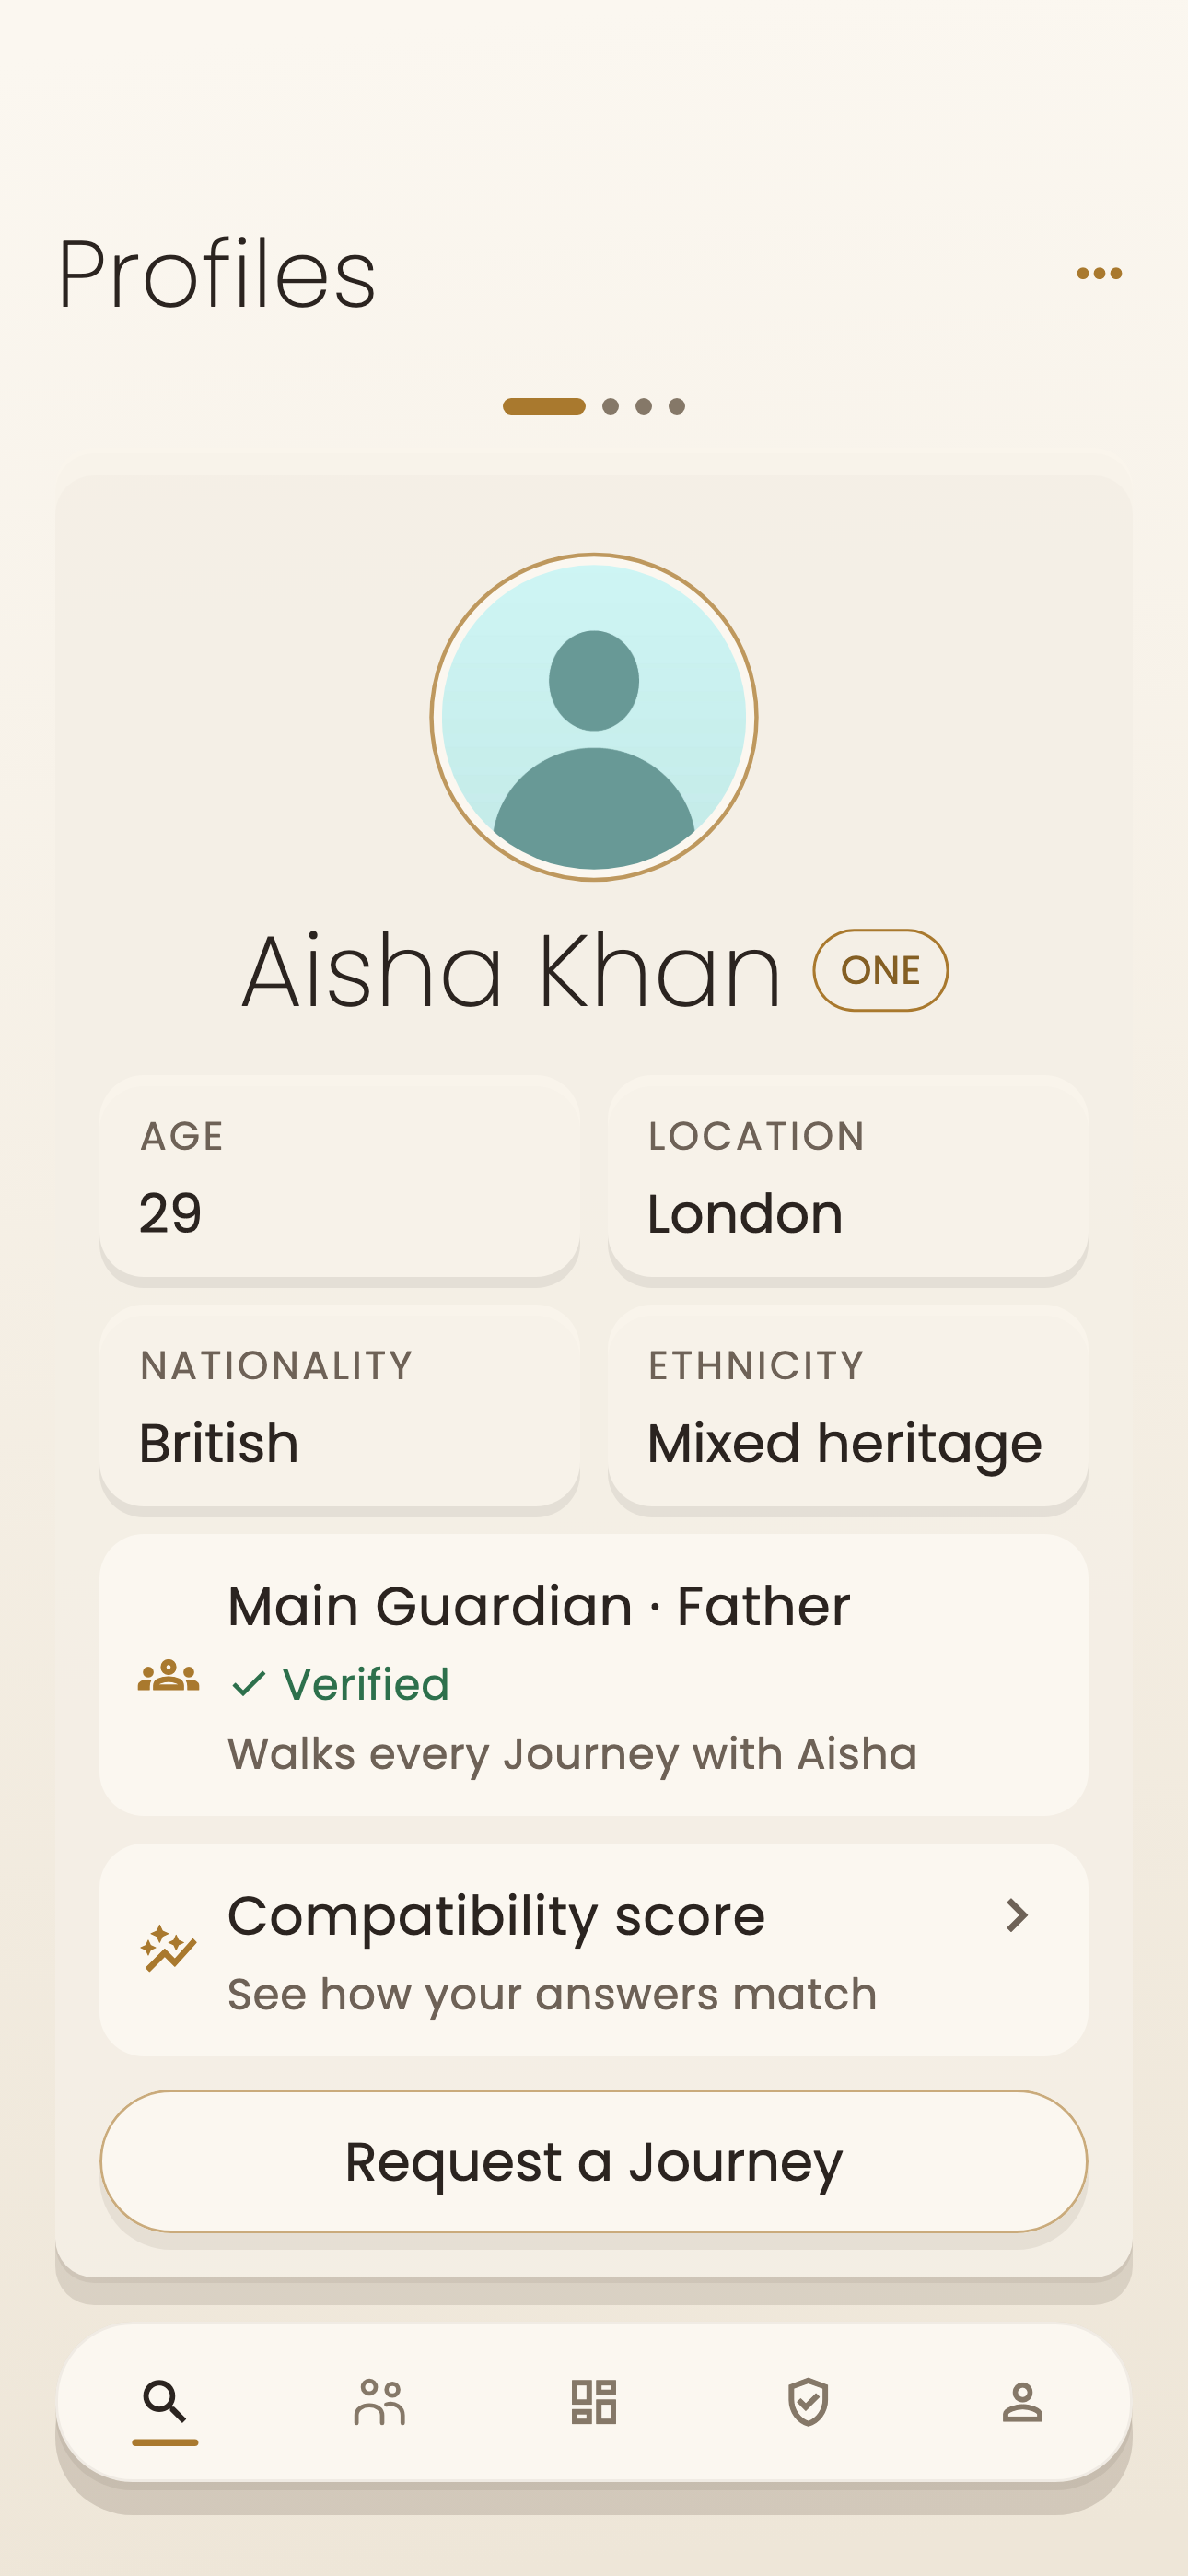 Profiles
Aisha Khan ONE
AGE
29
LOCATION
London
NATIONALITY
British
ETHNICITY
Mixed heritage
Main Guardian · Father
Verified
Walks every Journey with Aisha
Compatibility score
See how your answers match
Request a Journey